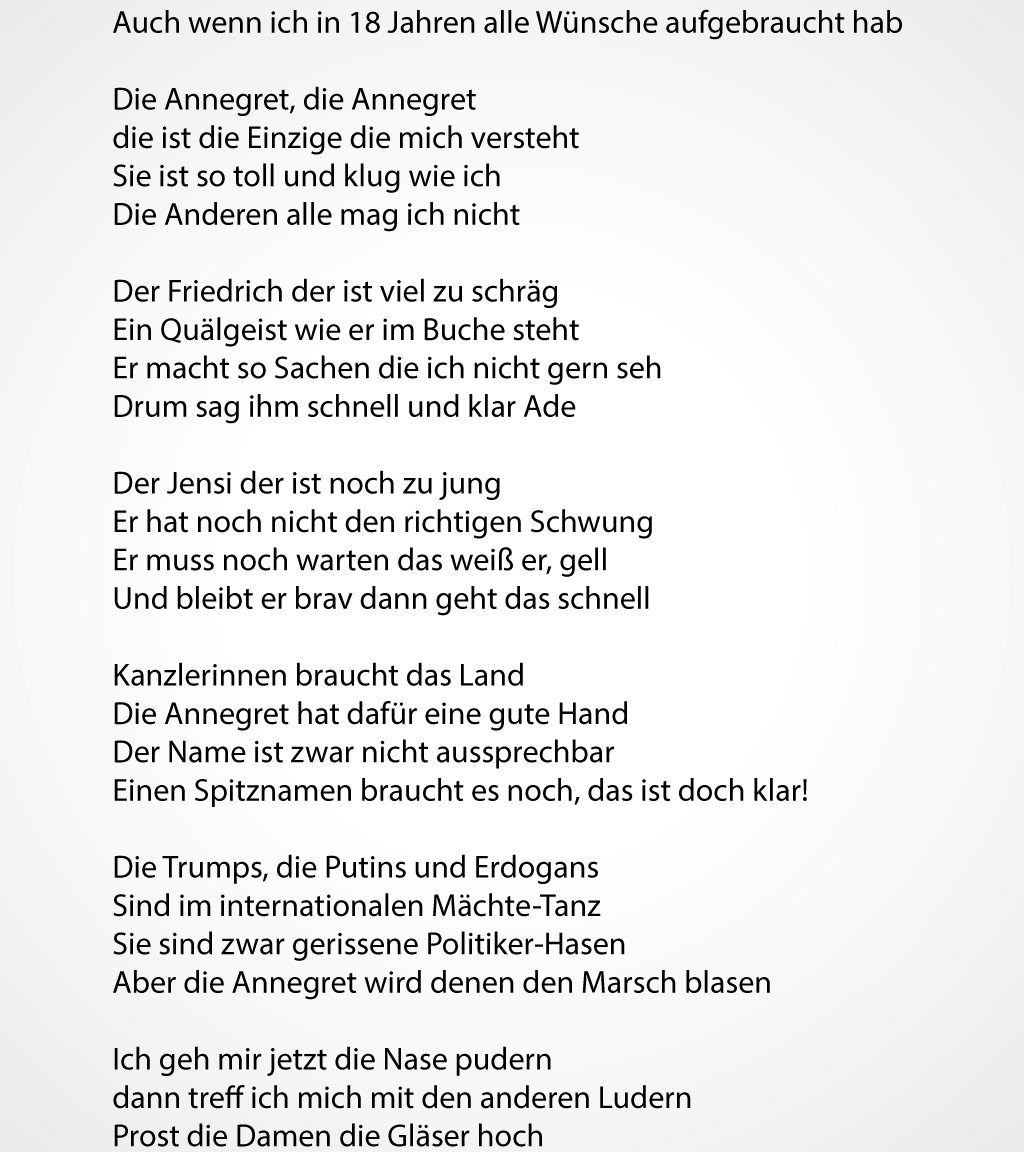 Auch wenn ich in 18 Jahren alle Wünsche aufgebraucht hab
Die Annegret, die Annegret
die ist die Einzige die mich versteht
Sie ist so toll und klug wie ich
Die Anderen alle mag ich nicht
Der Friedrich der ist viel zu schräg
Ein Quälgeist wie er im Buche steht
Er macht so Sachen die ich nicht gern seh
Drum sag ihm schnell und klar Ade
Der Jensi der ist noch zu jung
Er hat noch nicht den richtigen Schwung
Er muss noch warten das weiß er, gell
Und bleibt er brav dann geht das schnell
Kanzlerinnen braucht das Land
Die Annegret hat dafür eine gute Hand
Der Name ist zwar nicht aussprechbar
Einen Spitznamen braucht es noch, das ist doch klar!
Die Trumps, die Putins und Erdogans
Sind im internationalen Mächte-Tanz
Sie sind zwar gerissene Politiker-Hasen
Aber die Annegret wird denen den Marsch blasen
Ich geh mir jetzt die Nase pudern
dann treff ich mich mit den anderen Ludern
Prost die Damen die Gläser hoch